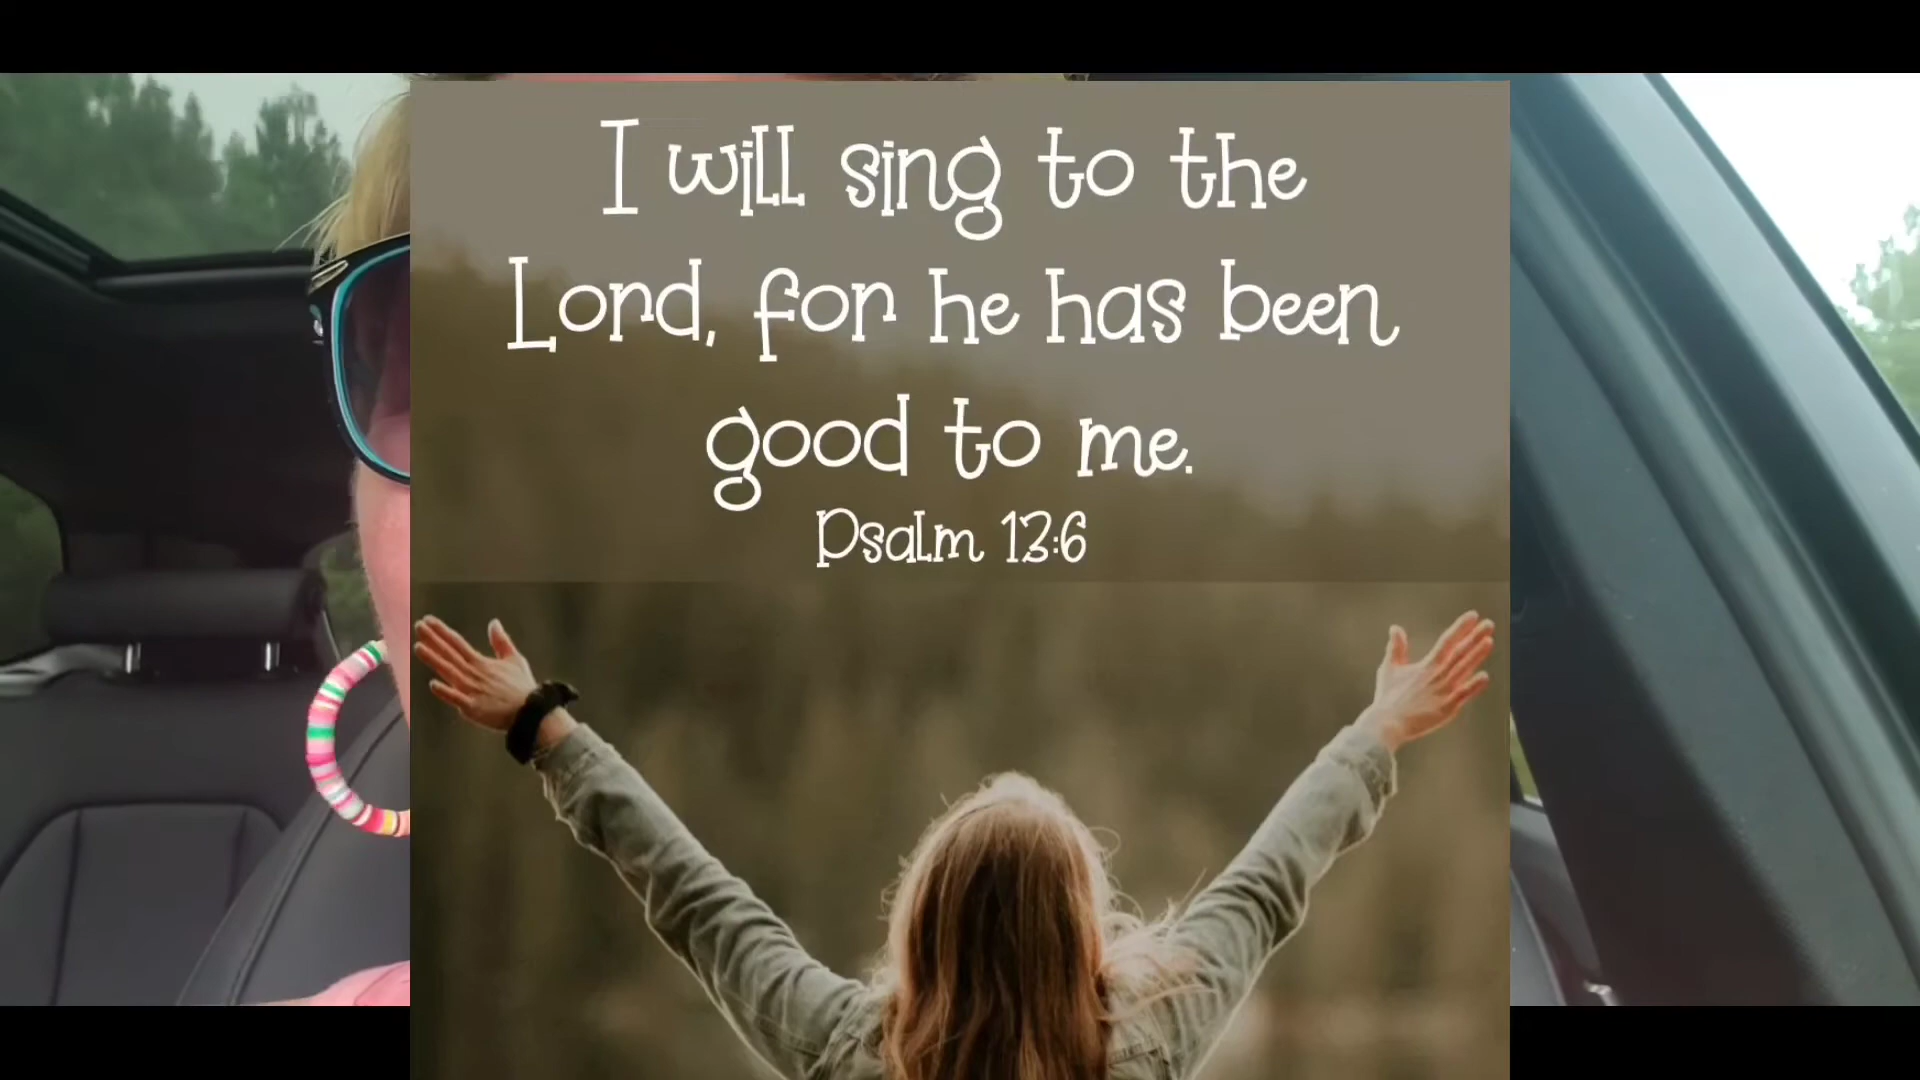 I will sing to the
Lord, for he has been
good to me.
Psalm 13:6